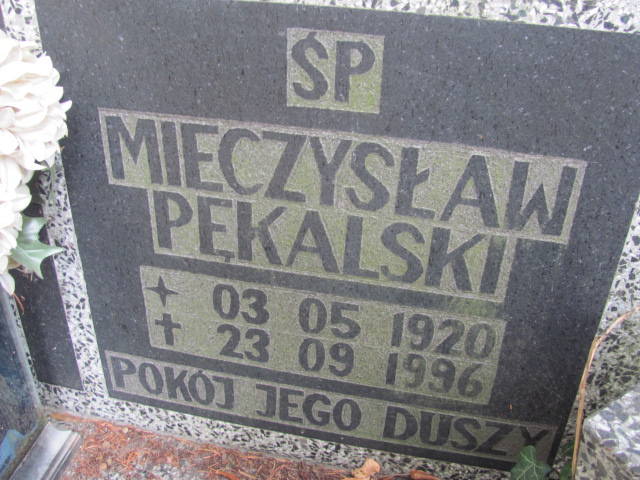 ŚP
MIECZYSŁAW
PĘKALSKI
03 05 1920
✝ 23 09 1996
POKÓJ JEGO DUSZY